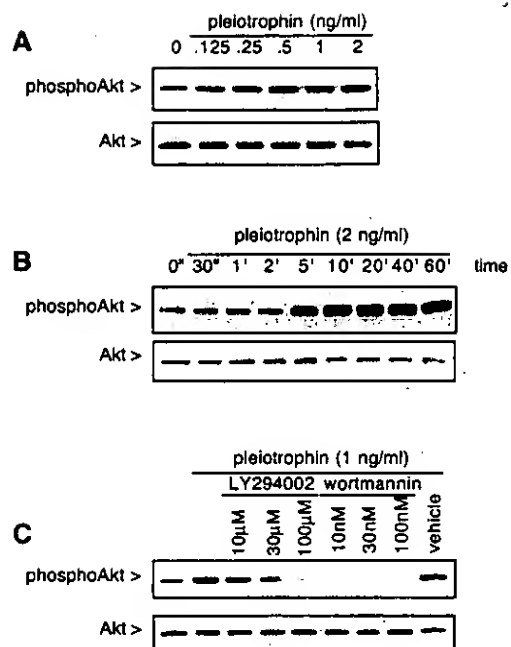 pleiotrophin (ng/ml)
A
0 .125 .25 .5 1 2
phosphoAkt >
Akt >
pleiotrophin (2 ng/ml)
B
0" 30" 1' 2' 5' 10' 20' 40' 60' time
phosphoAkt >
Akt >
pleiotrophin (1 ng/ml)
LY294002 wortmannin
C
10µM 30µM 100µM 10nM 30nM 100nM vehicle
phosphoAkt >
Akt >